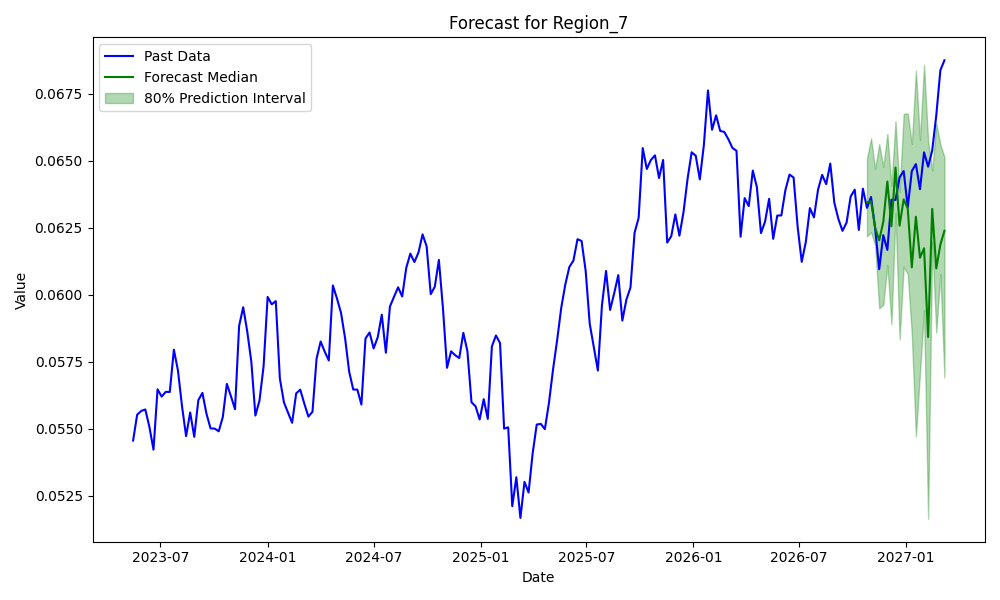 Forecast for Region_7
Past Data
Forecast Median
80% Prediction Interval
Value
0.0675
0.0650
0.0625
0.0600
0.0575
0.0550
0.0525
2023-07
2024-01
2024-07
2025-01
2025-07
2026-01
2026-07
2027-01
Date